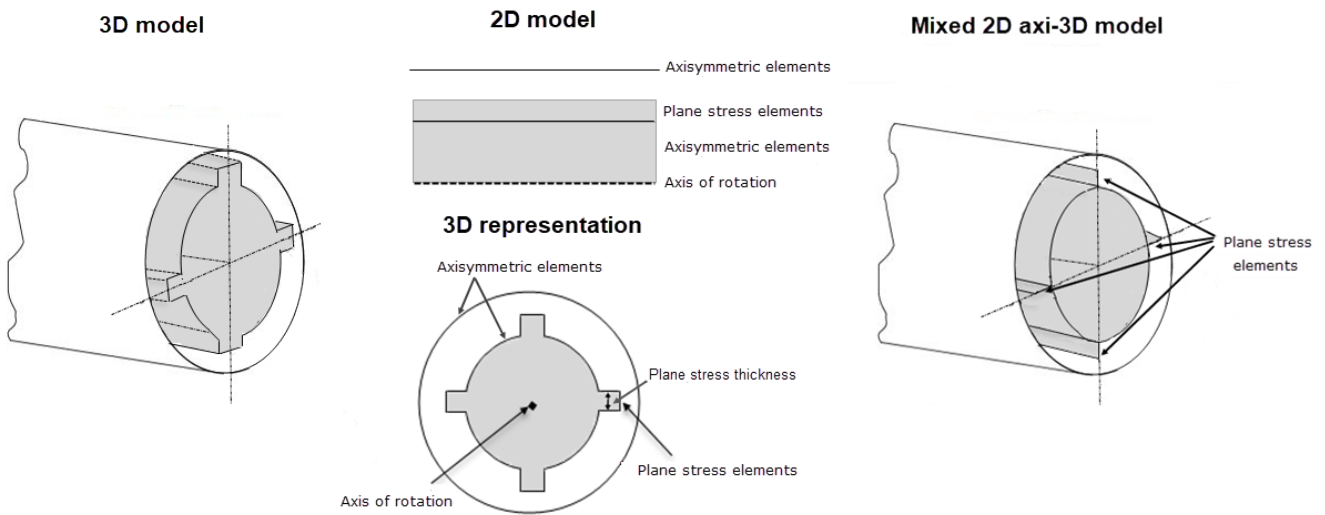 3D model
2D model
Axisymmetric elements
Plane stress elements
Axisymmetric elements
Axis of rotation
3D representation
Axisymmetric elements
Plane stress thickness
Plane stress elements
Axis of rotation
Mixed 2D axi-3D model
Plane stress
elements